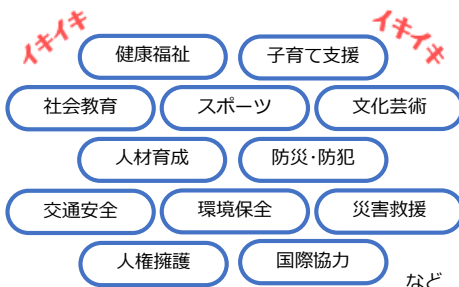 イキイキ イキイキ
健康福祉 子育て支援
社会教育 スポーツ 文化芸術
人材育成 防災・防犯
交通安全 環境保全 災害救援
人権擁護 国際協力
など